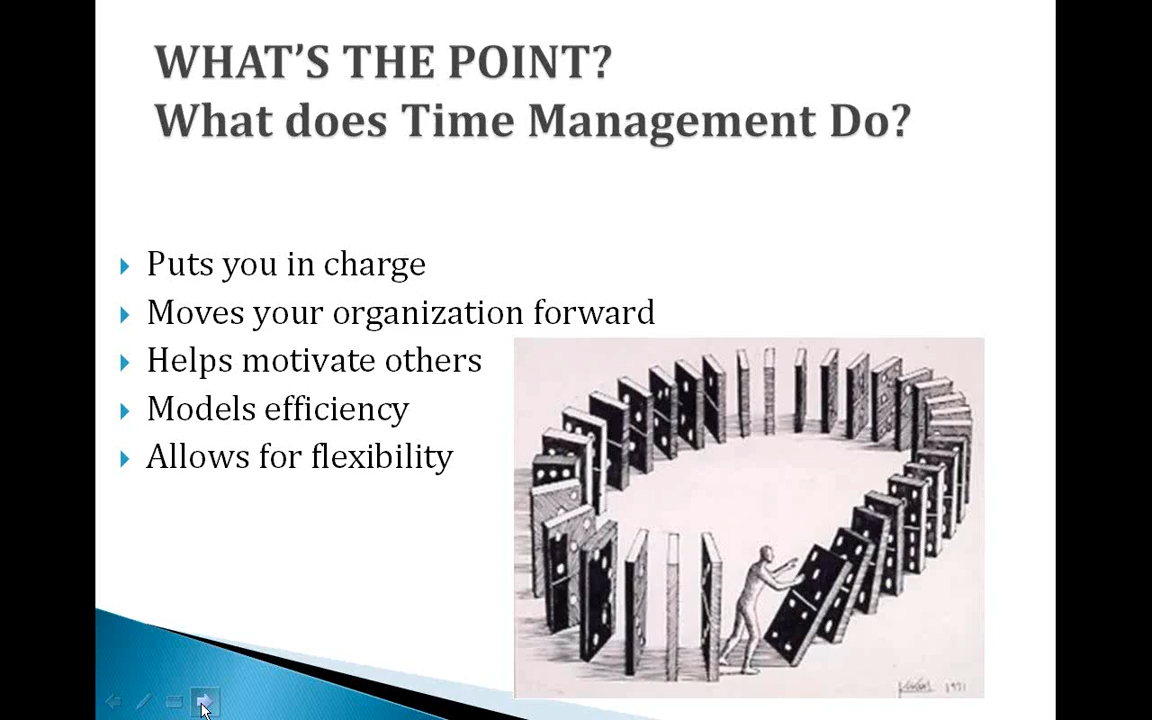 WHAT’S THE POINT?
What does Time Management Do?
Puts you in charge
Moves your organization forward
Helps motivate others
Models efficiency
Allows for flexibility
1971